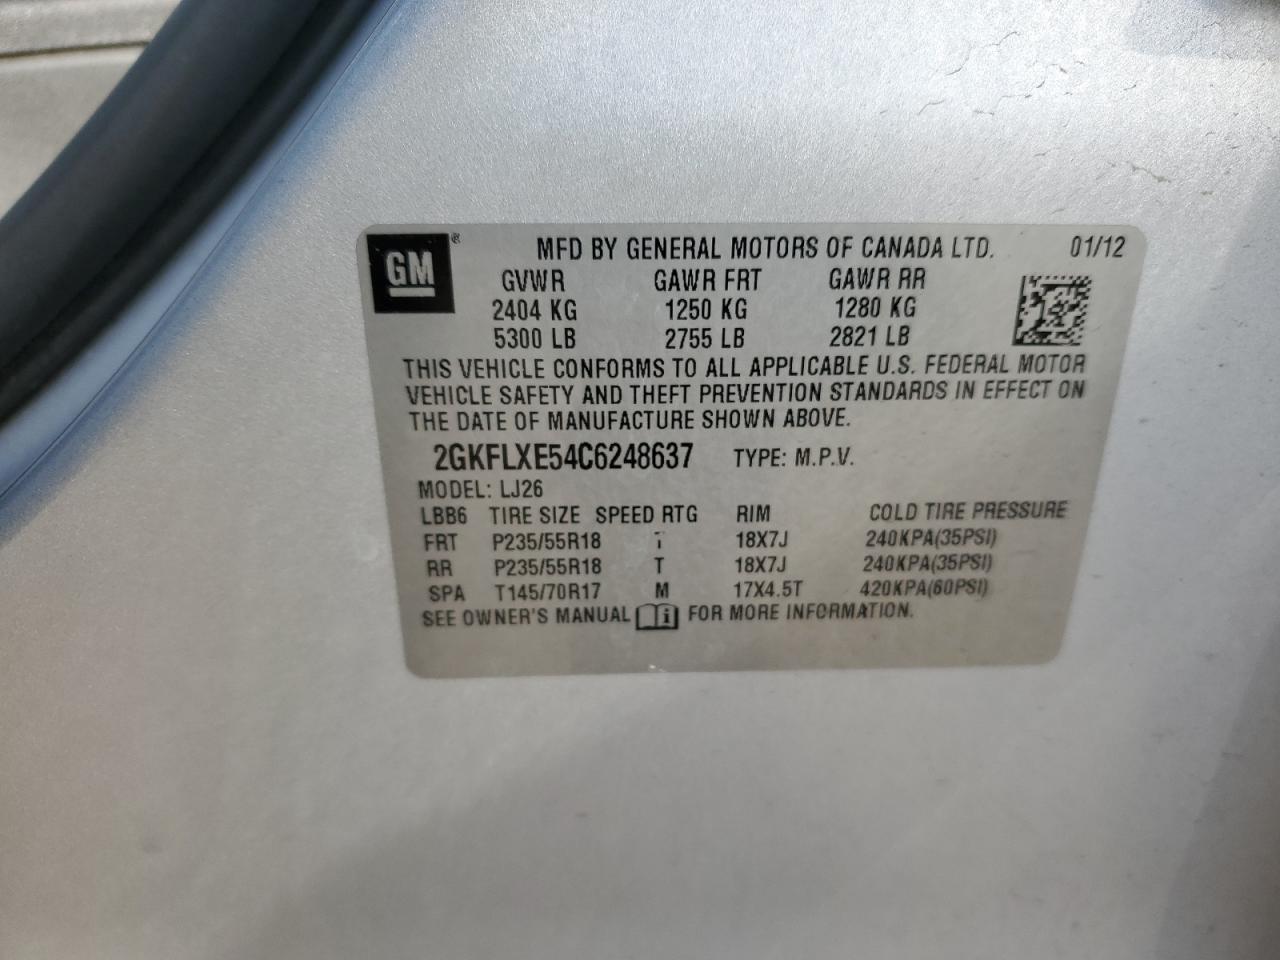 GM ® MFD BY GENERAL MOTORS OF CANADA LTD. 01/12
GVWR GAWR FRT GAWR RR
2404 KG 1250 KG 1280 KG
5300 LB 2755 LB 2821 LB
THIS VEHICLE CONFORMS TO ALL APPLICABLE U.S. FEDERAL MOTOR
VEHICLE SAFETY AND THEFT PREVENTION STANDARDS IN EFFECT ON
THE DATE OF MANUFACTURE SHOWN ABOVE.
2GKFLXE54C6248637 TYPE: M.P.V.
MODEL: LJ26
LBB6 TIRE SIZE SPEED RTG RIM COLD TIRE PRESSURE
FRT P235/55R18 T 18X7J 240KPA(35PSI)
RR P235/55R18 T 18X7J 240KPA(35PSI)
SPA T145/70R17 M 17X4.5T 420KPA(60PSI)
SEE OWNER'S MANUAL i FOR MORE INFORMATION.